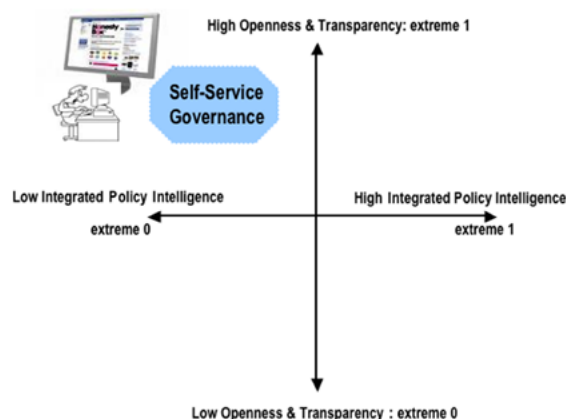 High Openness & Transparency: extreme 1
Self-Service
Governance
Low Integrated Policy Intelligence
High Integrated Policy Intelligence
extreme 0
extreme 1
Low Openness & Transparency : extreme 0